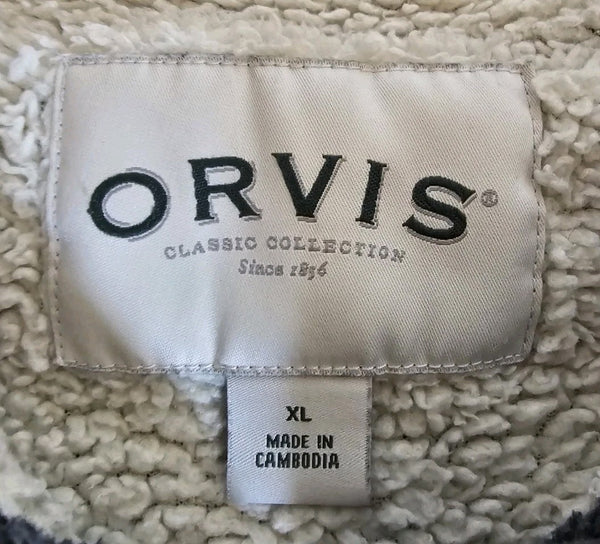 ORVIS®
CLASSIC COLLECTION
Since 1856
XL
MADE IN
CAMBODIA